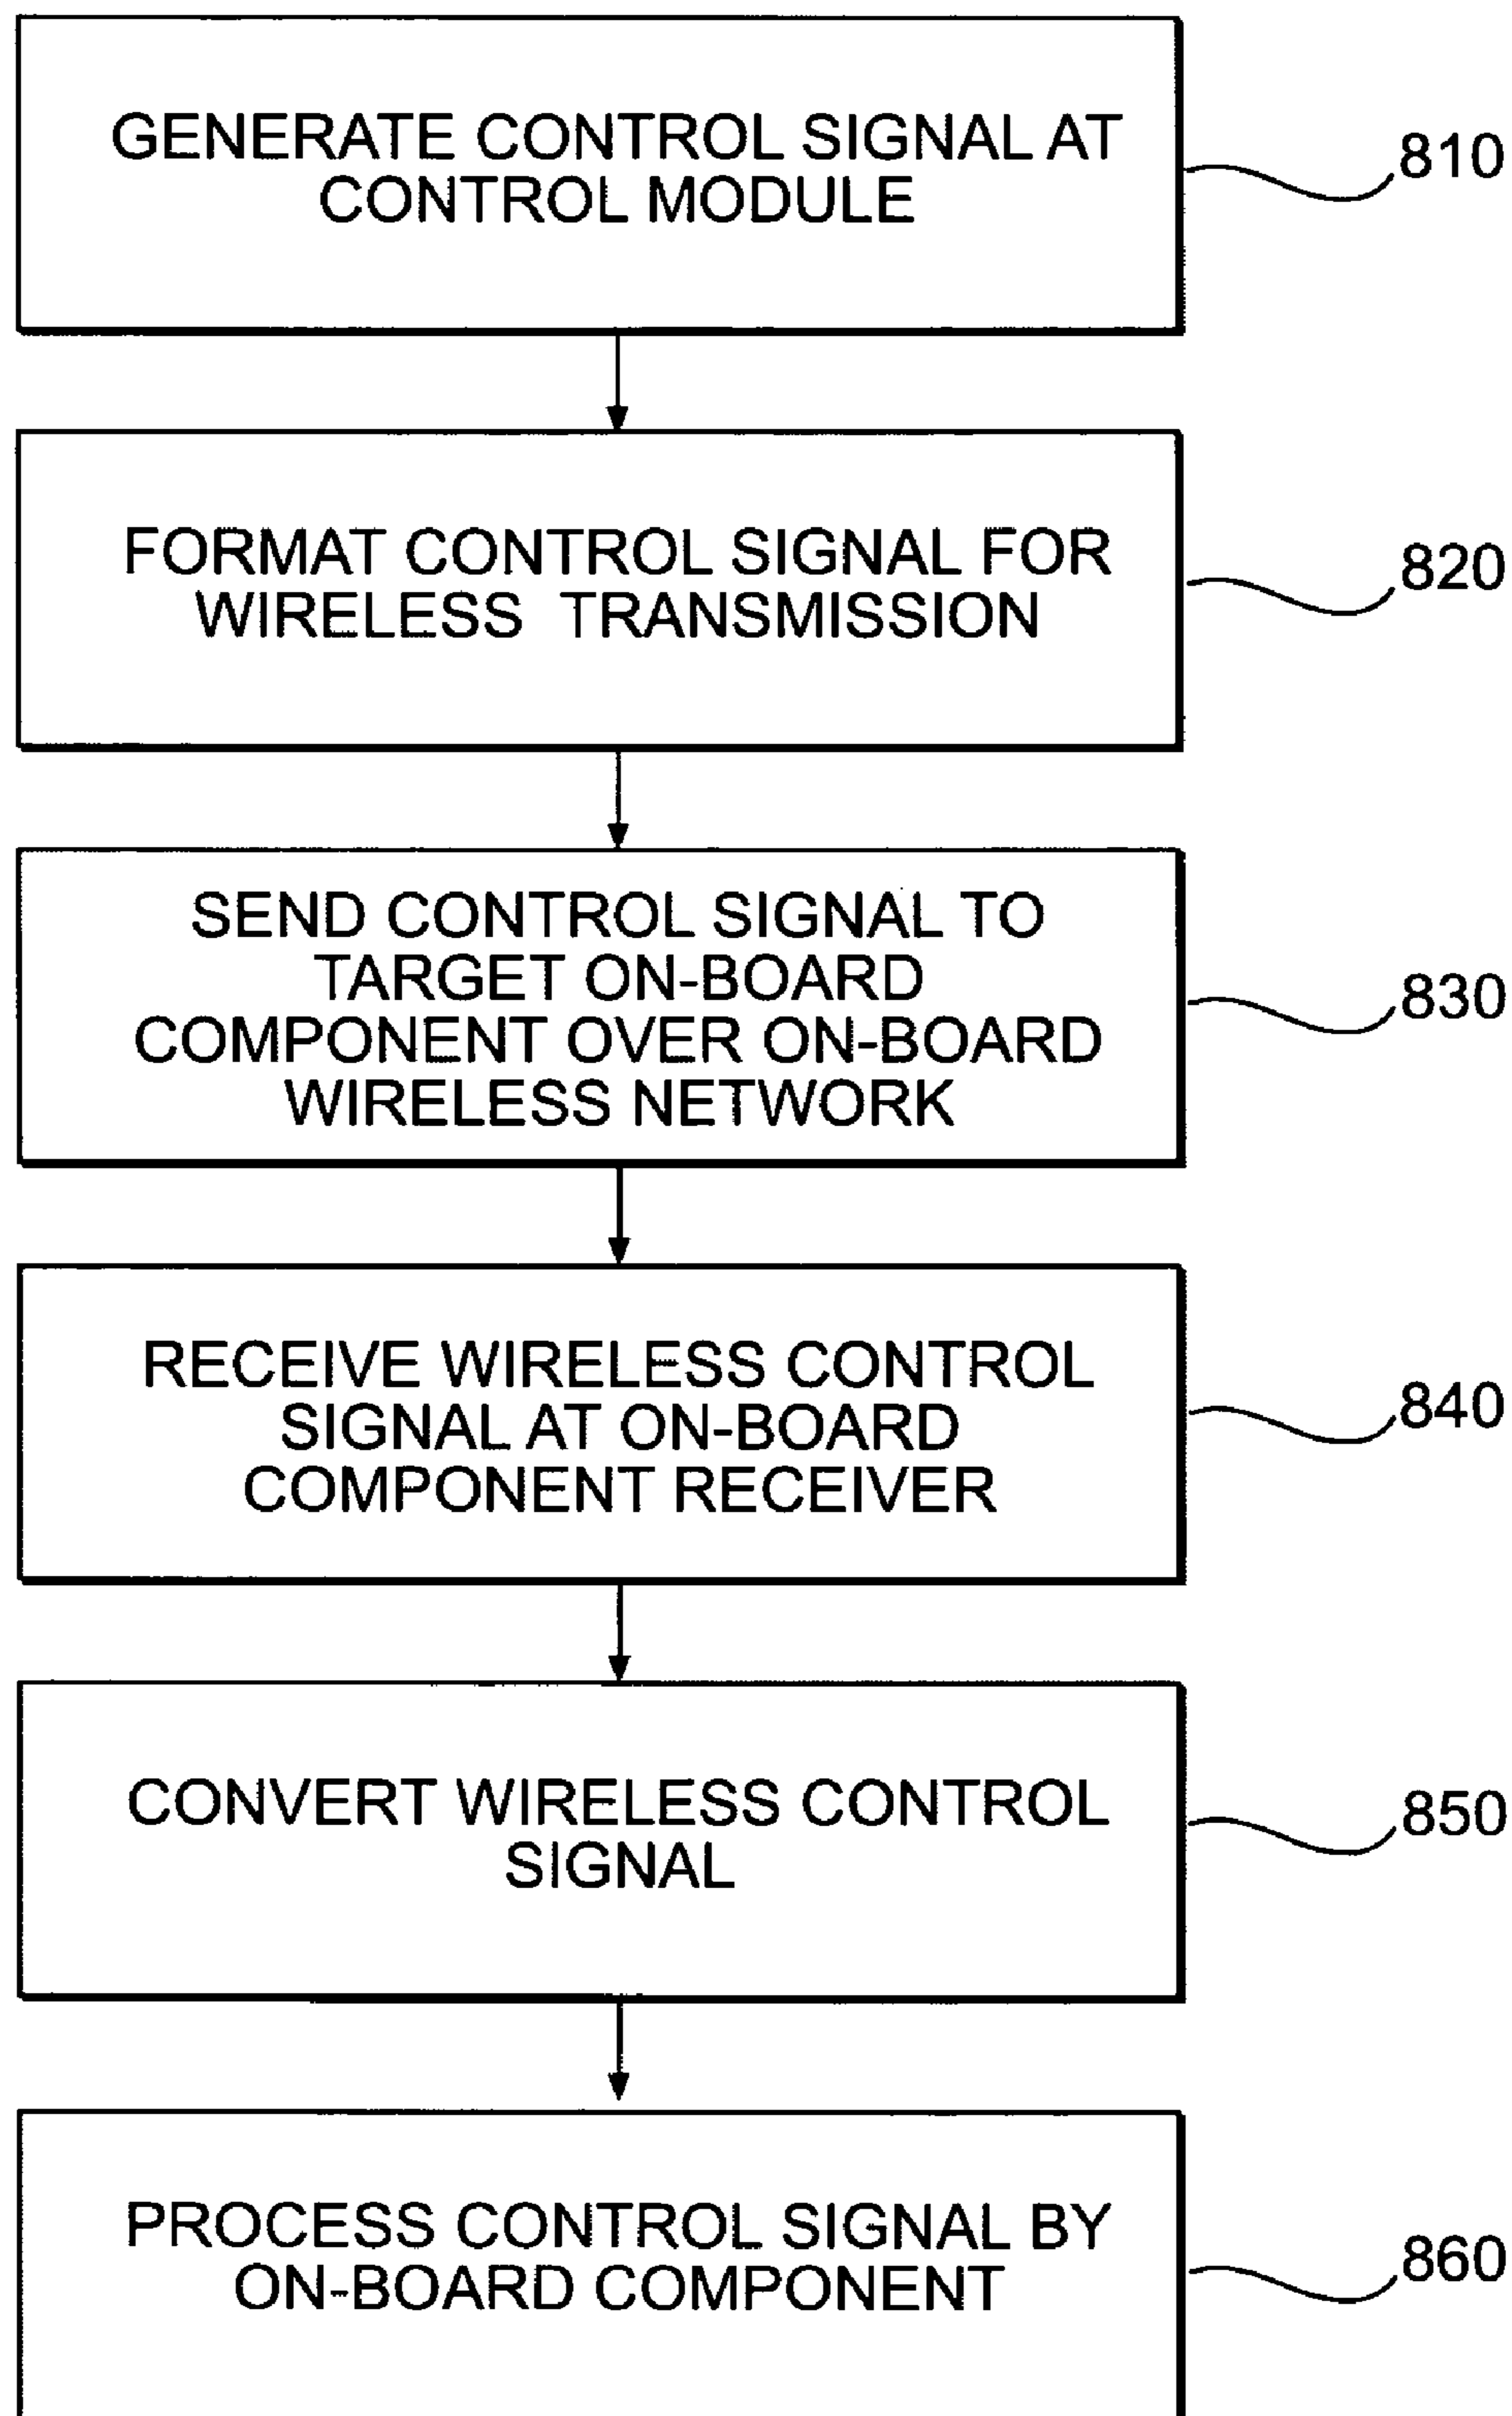 GENERATE CONTROL SIGNAL AT
CONTROL MODULE
810
FORMAT CONTROL SIGNAL FOR
WIRELESS TRANSMISSION
820
SEND CONTROL SIGNAL TO
TARGET ON-BOARD
COMPONENT OVER ON-BOARD
WIRELESS NETWORK
830
RECEIVE WIRELESS CONTROL
SIGNAL AT ON-BOARD
COMPONENT RECEIVER
840
CONVERT WIRELESS CONTROL
SIGNAL
850
PROCESS CONTROL SIGNAL BY
ON-BOARD COMPONENT
860